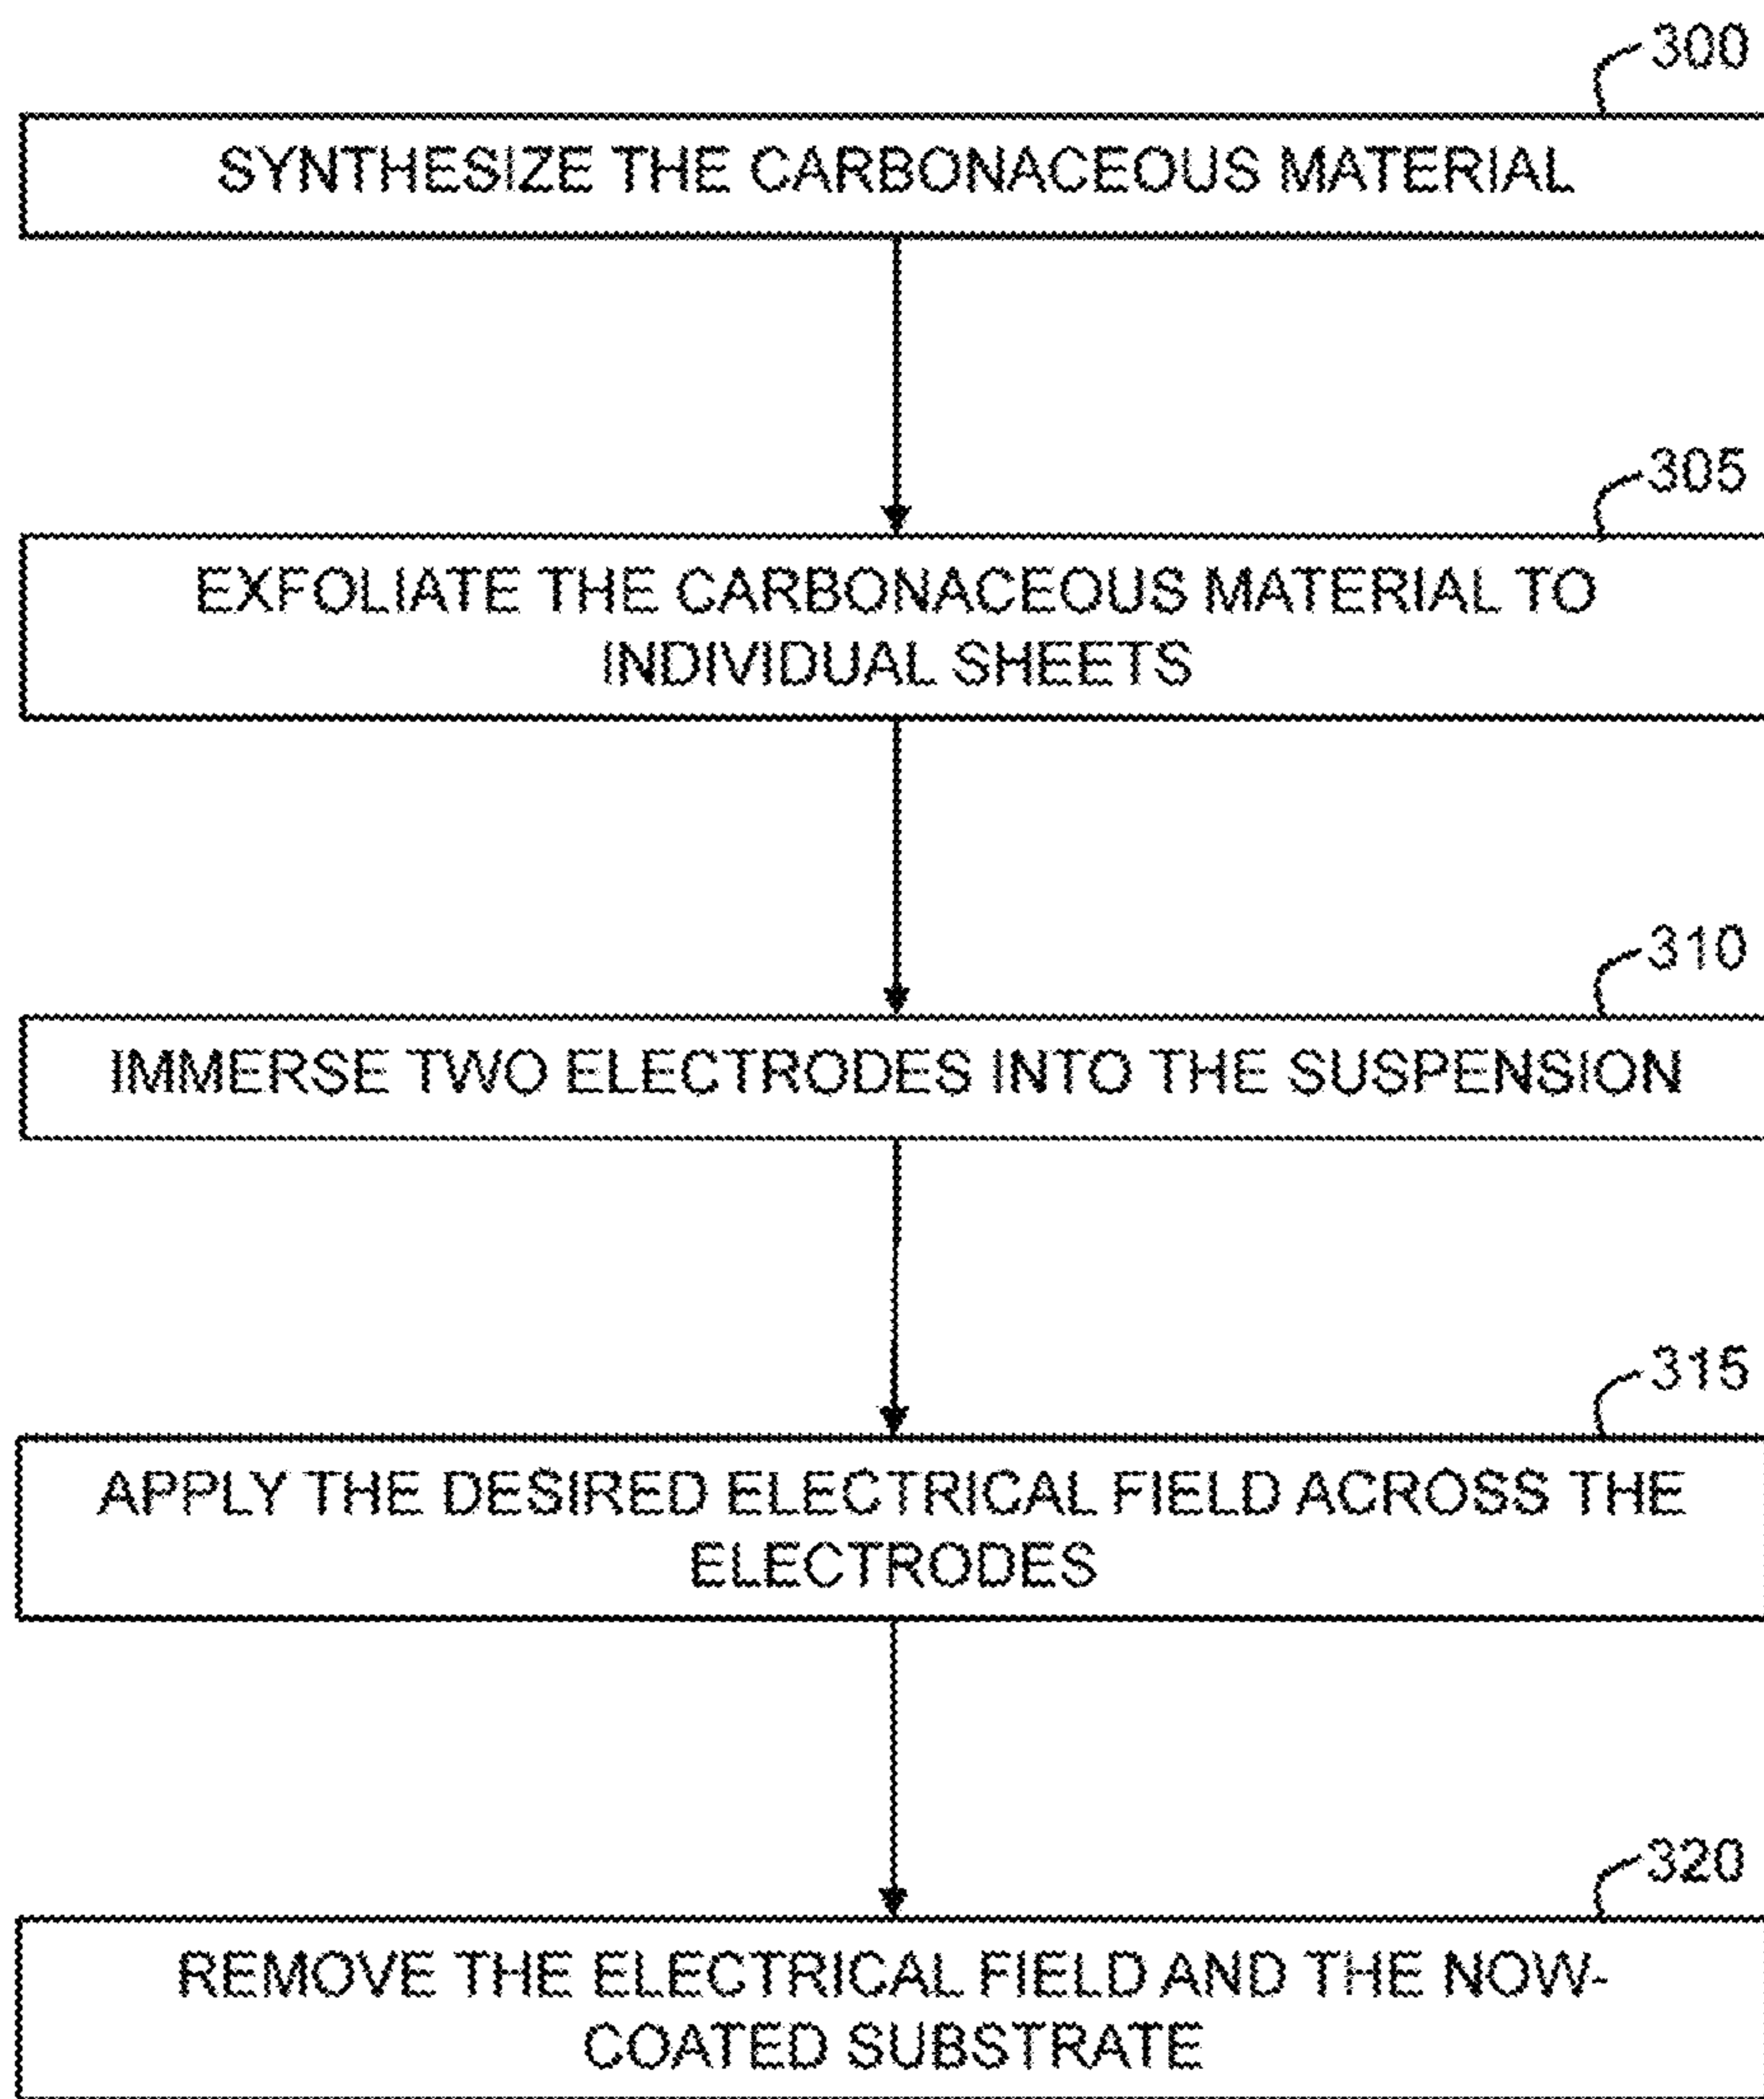 300
SYNTHESIZE THE CARBONACEOUS MATERIAL
305
EXFOLIATE THE CARBONACEOUS MATERIAL TO
INDIVIDUAL SHEETS
310
IMMERSE TWO ELECTRODES INTO THE SUSPENSION
315
APPLY THE DESIRED ELECTRICAL FIELD ACROSS THE
ELECTRODES
320
REMOVE THE ELECTRICAL FIELD AND THE NOW-
COATED SUBSTRATE